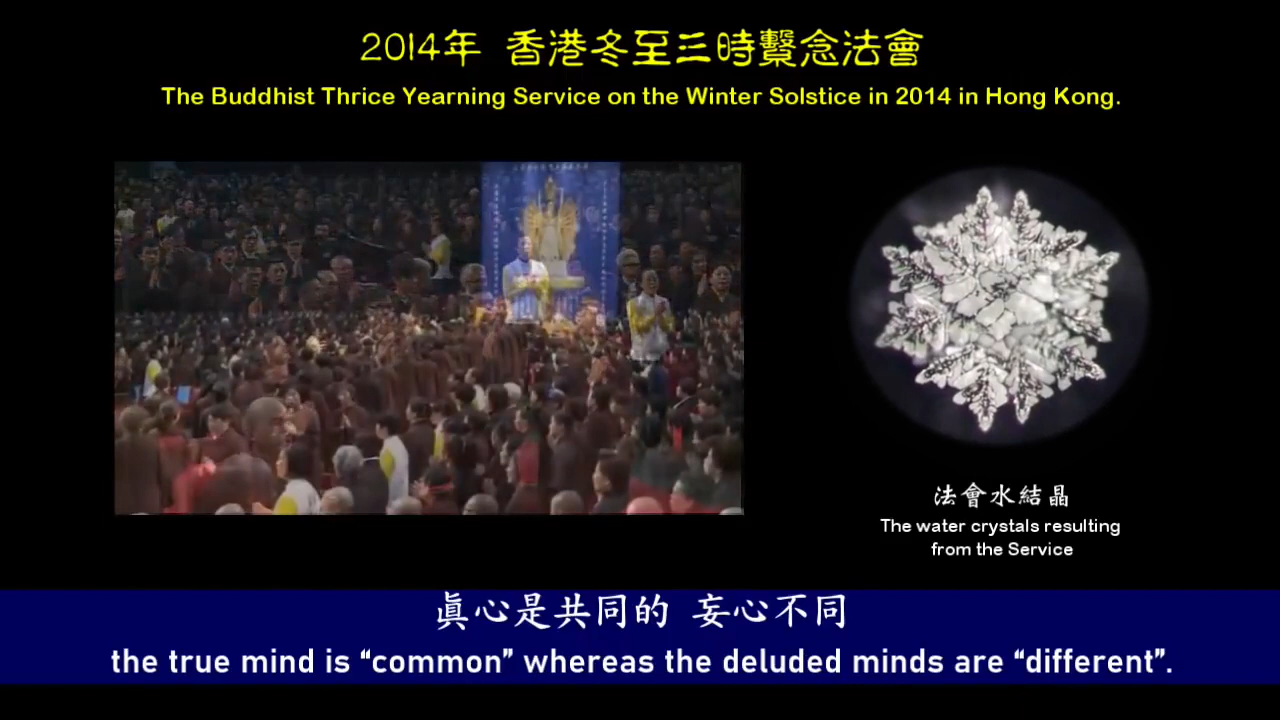 2014年 香港冬至三時繫念法會
The Buddhist Thrice Yearning Service on the Winter Solstice in 2014 in Hong Kong.
法會水結晶
The water crystals resulting
from the Service
眞心是共同的 妄心不同
the true mind is “common” whereas the deluded minds are “different”.